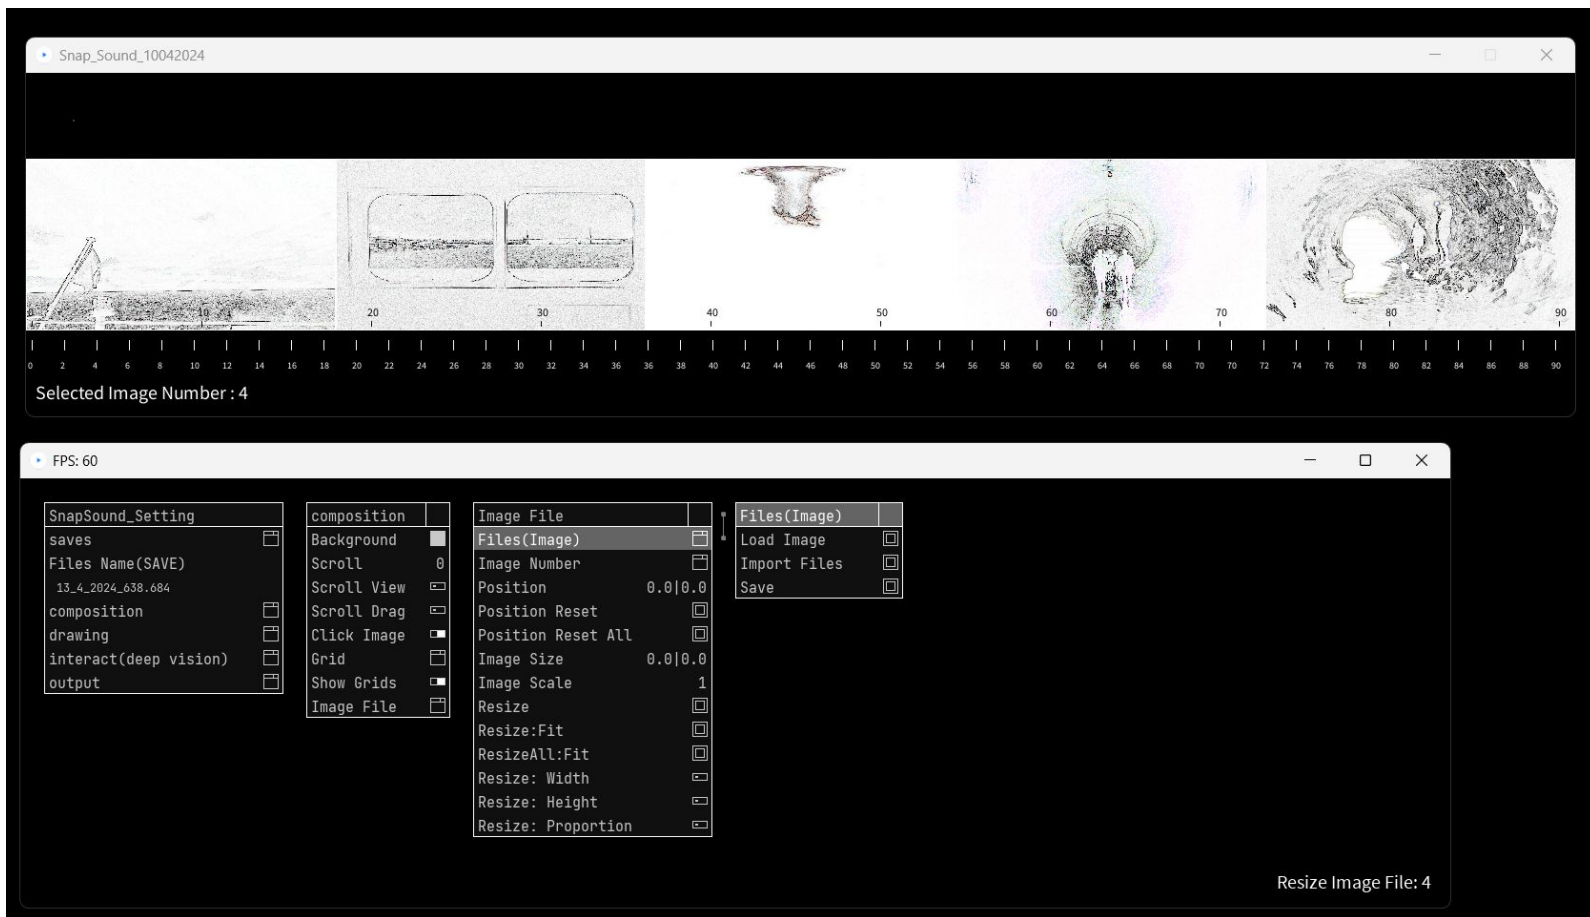 Snap_Sound_10042024
0 10 20 30 40 50 60 70 80 90
0 2 4 6 8 10 12 14 16 18 20 22 24 26 28 30 32 34 36 36 38 40 42 44 46 48 50 52 54 56 58 60 62 64 66 68 70 70 72 74 76 78 80 82 84 86 88 90
Selected Image Number : 4
FPS: 60
SnapSound_Setting
saves
Files Name(SAVE)
13_4_2024_638.684
composition
drawing
interact(deep vision)
output
composition
Background
Scroll 0
Scroll View
Scroll Drag
Click Image
Grid
Show Grids
Image File
Image File
Files(Image)
Image Number
Position 0.0|0.0
Position Reset
Position Reset All
Image Size 0.0|0.0
Image Scale 1
Resize
Resize:Fit
ResizeAll:Fit
Resize: Width
Resize: Height
Resize: Proportion
Files(Image)
Load Image
Import Files
Save
Resize Image File: 4